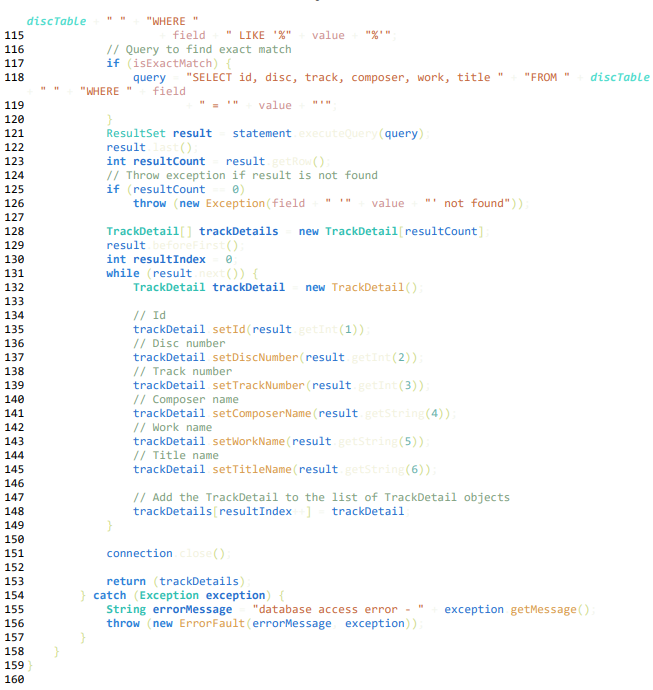 discTable + " " + "WHERE "
115 + field + " LIKE '%" + value + "%'";
116 // Query to find exact match
117 if (isExactMatch) {
118 query = "SELECT id, disc, track, composer, work, title " + "FROM " + discTable
+ " " + "WHERE " + field
119 + " = '" + value + "'";
120 }
121 ResultSet result = statement.executeQuery(query);
122 result.last();
123 int resultCount = result.getRow();
124 // Throw exception if result is not found
125 if (resultCount == 0)
126 throw (new Exception(field + " '" + value + "' not found"));
127
128 TrackDetail[] trackDetails = new TrackDetail[resultCount];
129 result.beforeFirst();
130 int resultIndex = 0;
131 while (result.next()) {
132 TrackDetail trackDetail = new TrackDetail();
133
134 // Id
135 trackDetail.setId(result.getInt(1));
136 // Disc number
137 trackDetail.setDiscNumber(result.getInt(2));
138 // Track number
139 trackDetail.setTrackNumber(result.getInt(3));
140 // Composer name
141 trackDetail.setComposerName(result.getString(4));
142 // Work name
143 trackDetail.setWorkName(result.getString(5));
144 // Title name
145 trackDetail.setTitleName(result.getString(6));
146
147 // Add the TrackDetail to the list of TrackDetail objects
148 trackDetails[resultIndex++] = trackDetail;
149 }
150
151 connection.close();
152
153 return (trackDetails);
154 } catch (Exception exception) {
155 String errorMessage = "database access error - " + exception.getMessage();
156 throw (new ErrorFault(errorMessage, exception));
157 }
158 }
159 }
160